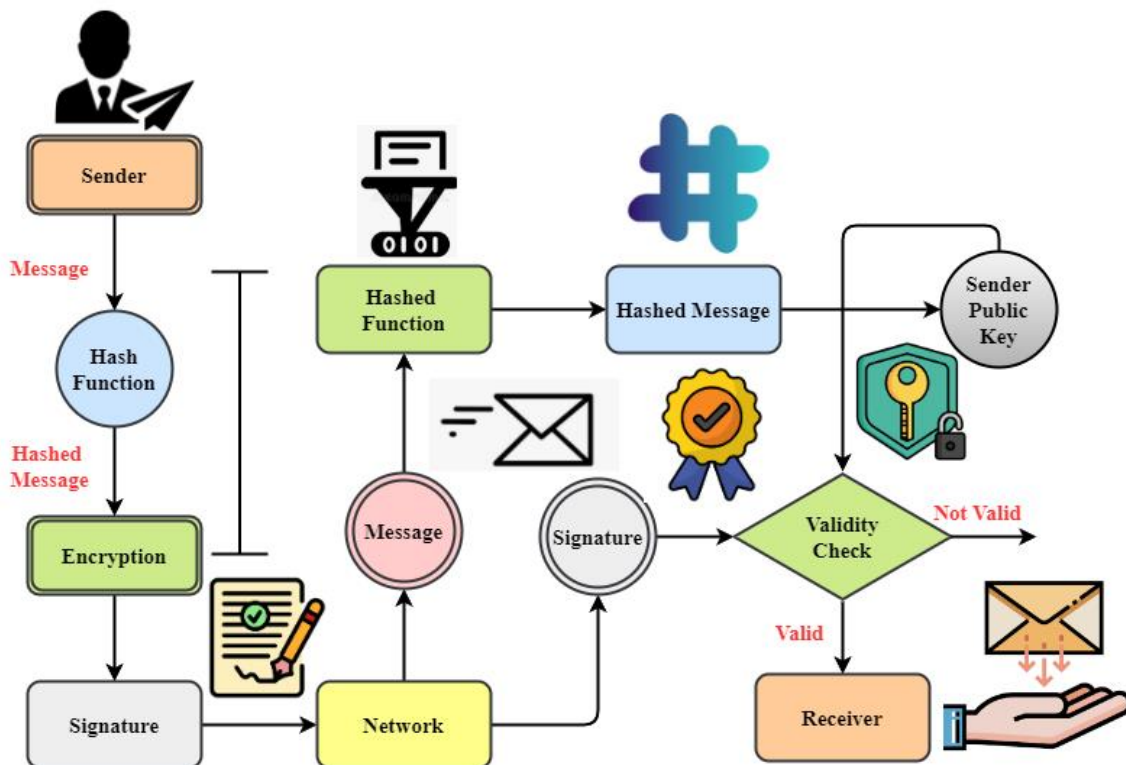 Sender
Message
Hash
Function
Hashed
Message
Encryption
Signature
Network
Message
Hashed
Function
0101
Hashed Message
Sender
Public
Key
Signature
Validity
Check
Not Valid
Valid
Receiver